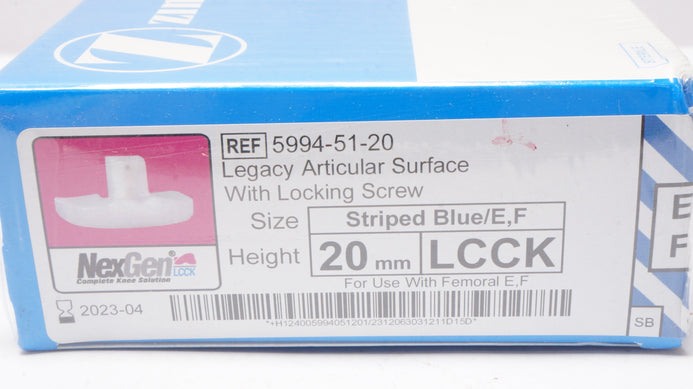 REF 5994-51-20
Legacy Articular Surface
With Locking Screw
Size Striped Blue/E,F
Height 20 mm LCCK
For Use With Femoral E,F
NexGen® LCCK
Complete Knee Solution
2023-04
SB
E
F